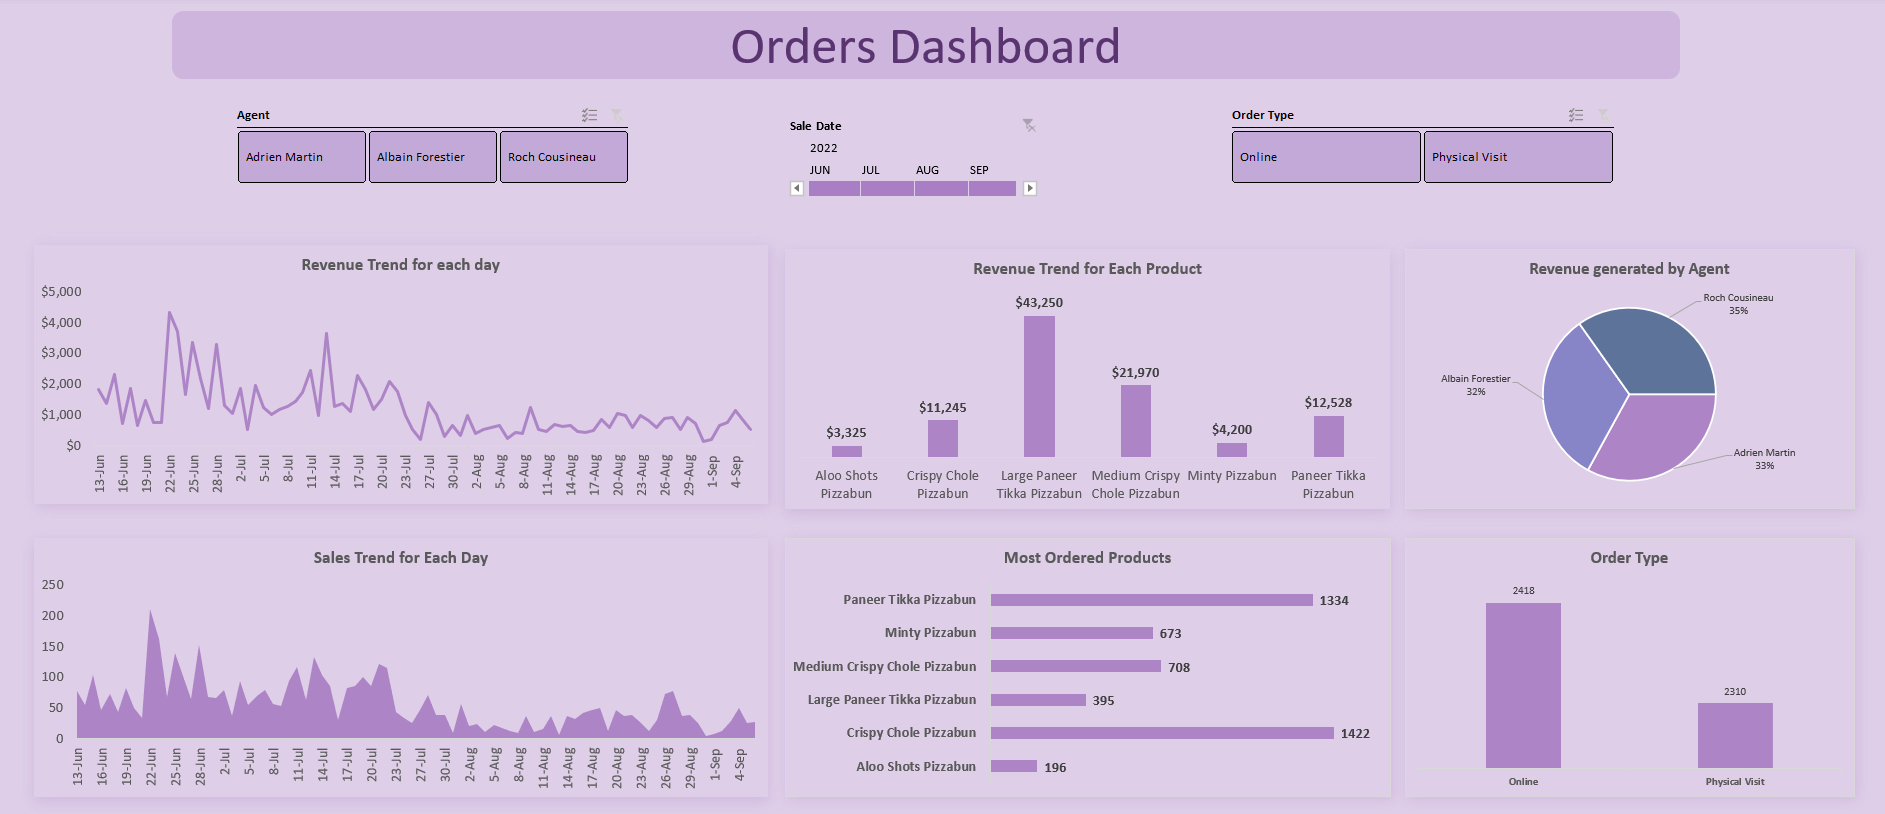 Orders Dashboard
Agent
Adrien Martin
Albain Forestier
Roch Cousineau
Sale Date
2022
JUN JUL AUG SEP
Order Type
Online
Physical Visit
Revenue Trend for each day
$5,000
$4,000
$3,000
$2,000
$1,000
$0
13-Jun
16-Jun
19-Jun
22-Jun
25-Jun
28-Jun
2-Jul
5-Jul
8-Jul
11-Jul
14-Jul
17-Jul
20-Jul
23-Jul
27-Jul
30-Jul
2-Aug
5-Aug
8-Aug
11-Aug
14-Aug
17-Aug
20-Aug
23-Aug
26-Aug
29-Aug
1-Sep
4-Sep
Revenue Trend for Each Product
$3,325
$11,245
$43,250
$21,970
$4,200
$12,528
Aloo Shots
Pizzabun
Crispy Chole
Pizzabun
Large Paneer
Tikka Pizzabun
Medium Crispy
Chole Pizzabun
Minty Pizzabun
Paneer Tikka
Pizzabun
Revenue generated by Agent
Roch Cousineau
35%
Albain Forestier
32%
Adrien Martin
33%
Sales Trend for Each Day
250
200
150
100
50
0
13-Jun
16-Jun
19-Jun
22-Jun
25-Jun
28-Jun
2-Jul
5-Jul
8-Jul
11-Jul
14-Jul
17-Jul
20-Jul
23-Jul
27-Jul
30-Jul
2-Aug
5-Aug
8-Aug
11-Aug
14-Aug
17-Aug
20-Aug
23-Aug
26-Aug
29-Aug
1-Sep
4-Sep
Most Ordered Products
Paneer Tikka Pizzabun 1334
Minty Pizzabun 673
Medium Crispy Chole Pizzabun 708
Large Paneer Tikka Pizzabun 395
Crispy Chole Pizzabun 1422
Aloo Shots Pizzabun 196
Order Type
2418
2310
Online
Physical Visit